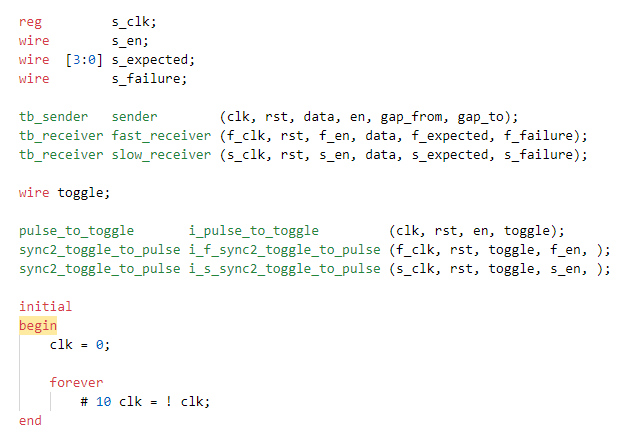 reg         s_clk;
wire        s_en;
wire  [3:0] s_expected;
wire        s_failure;

tb_sender   sender        (clk, rst, data, en, gap_from, gap_to);
tb_receiver fast_receiver (f_clk, rst, f_en, data, f_expected, f_failure);
tb_receiver slow_receiver (s_clk, rst, s_en, data, s_expected, s_failure);

wire toggle;

pulse_to_toggle       i_pulse_to_toggle         (clk, rst, en, toggle);
sync2_toggle_to_pulse i_f_sync2_toggle_to_pulse (f_clk, rst, toggle, f_en, );
sync2_toggle_to_pulse i_s_sync2_toggle_to_pulse (s_clk, rst, toggle, s_en, );

initial
begin
    clk = 0;

    forever
        # 10 clk = ! clk;
end